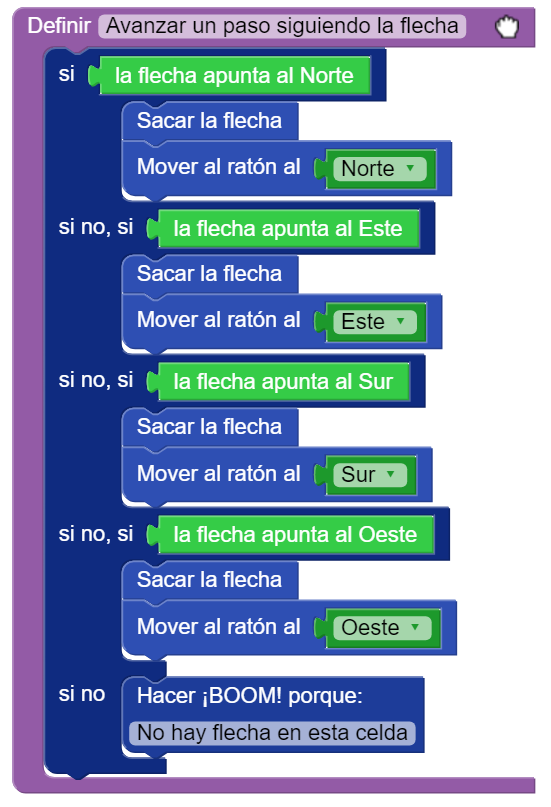 Definir Avanzar un paso siguiendo la flecha
si la flecha apunta al Norte
Sacar la flecha
Mover al ratón al Norte
si no, si la flecha apunta al Este
Sacar la flecha
Mover al ratón al Este
si no, si la flecha apunta al Sur
Sacar la flecha
Mover al ratón al Sur
si no, si la flecha apunta al Oeste
Sacar la flecha
Mover al ratón al Oeste
si no Hacer ¡BOOM! porque:
No hay flecha en esta celda